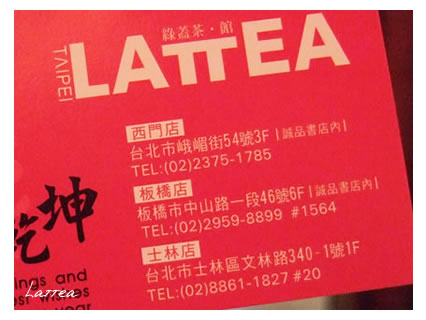 綠蓋茶・館
TAIPEI
LATTEA
西門店
台北市峨嵋街54號3F |誠品書店內|
TEL:(02)2375-1785
板橋店
板橋市中山路一段46號6F |誠品書店內|
TEL:(02)2959-8899 #1564
士林店
台北市士林區文林路340-1號1F
TEL:(02)8861-1827 #20
乾坤
ings and
est wishes
year
Lattea